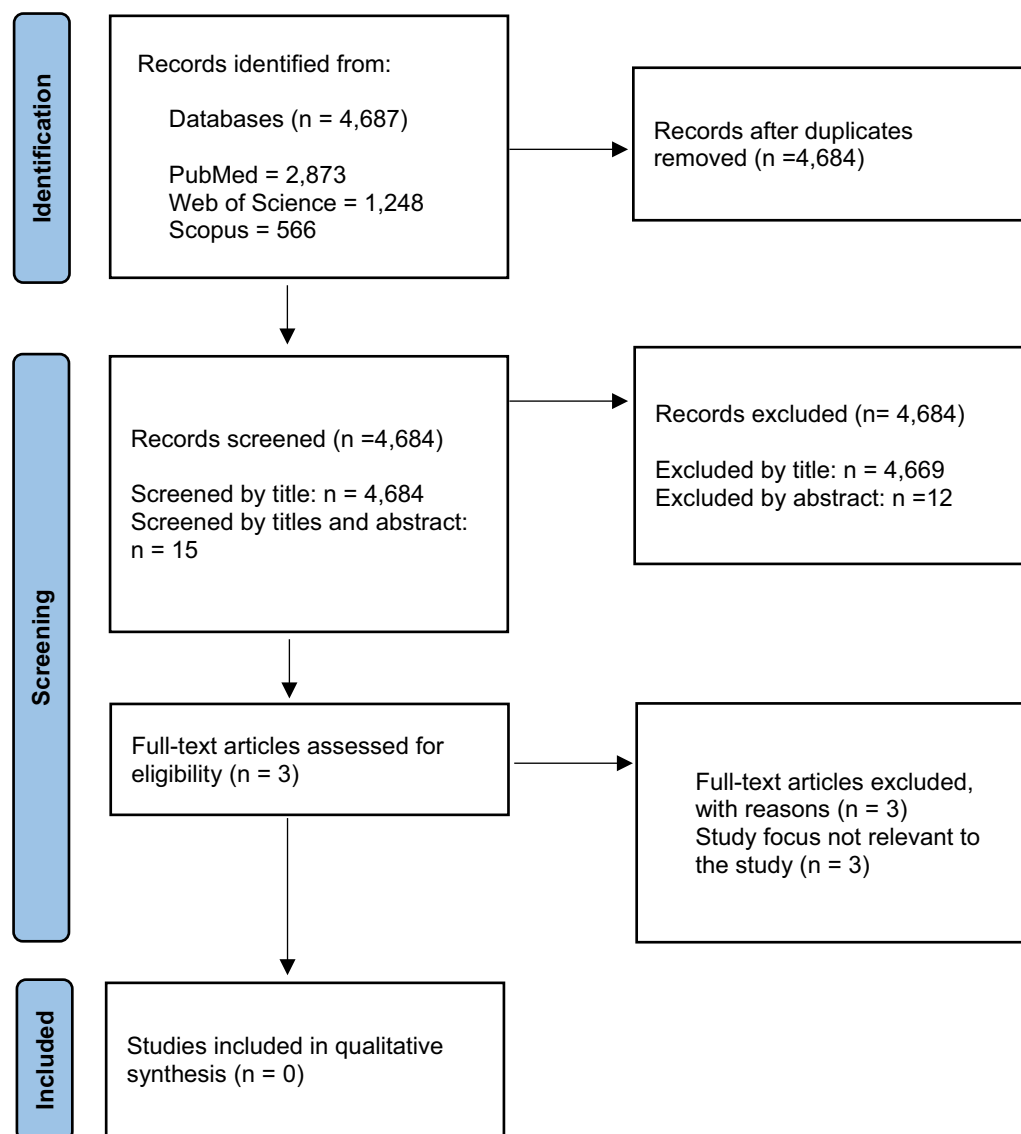 Identification
Records identified from:
Databases (n = 4,687)
PubMed = 2,873
Web of Science = 1,248
Scopus = 566
Records after duplicates
removed (n =4,684)
Screening
Records screened (n =4,684)
Screened by title: n = 4,684
Screened by titles and abstract:
n = 15
Records excluded (n= 4,684)
Excluded by title: n = 4,669
Excluded by abstract: n =12
Full-text articles assessed for
eligibility (n = 3)
Full-text articles excluded,
with reasons (n = 3)
Study focus not relevant to
the study (n = 3)
Included
Studies included in qualitative
synthesis (n = 0)